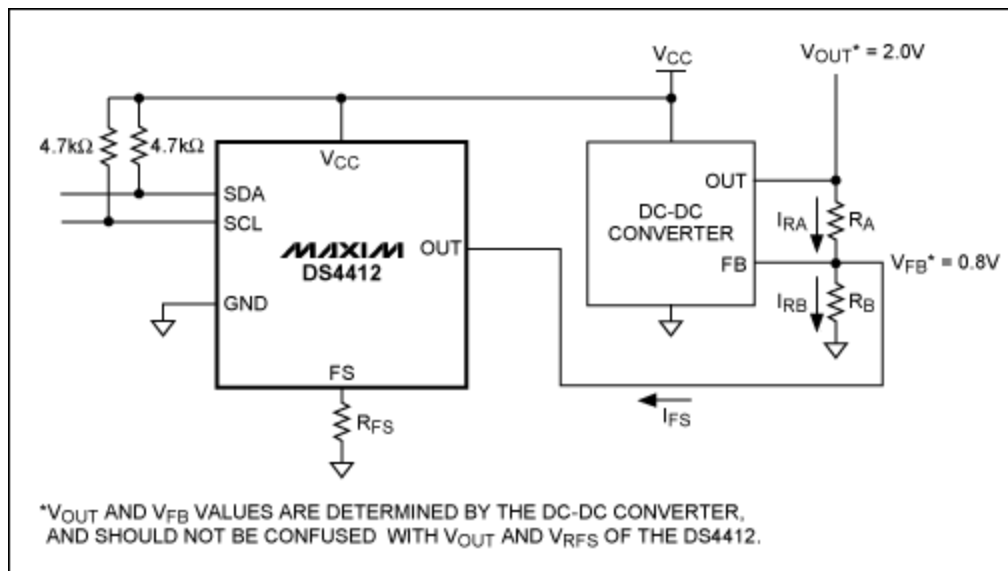 VCC
VOUT* = 2.0V
4.7kΩ
4.7kΩ
VCC
SDA
SCL
MAXIM
DS4412
OUT
GND
FS
RFS
OUT
DC-DC
CONVERTER
FB
IRA
RA
VFB* = 0.8V
IRB
RB
IFS
*VOUT AND VFB VALUES ARE DETERMINED BY THE DC-DC CONVERTER,
AND SHOULD NOT BE CONFUSED WITH VOUT AND VRFS OF THE DS4412.